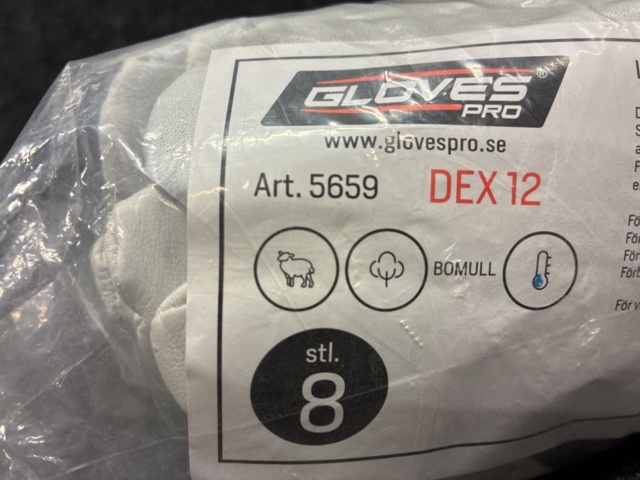 GLOVES®
PRO
www.glovespro.se
Art. 5659 DEX 12
BOMULL
stl.
8